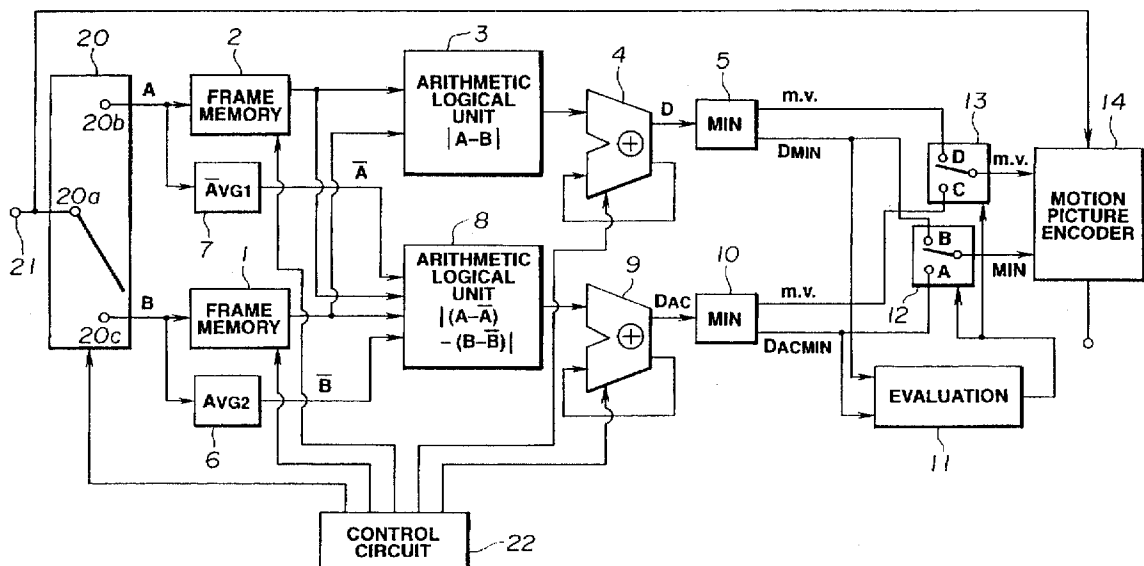 20
2
3
4
5
A
FRAME
MEMORY
ARITHMETIC
LOGICAL
UNIT
|A-B|
D
MIN
m.v.
DMIN
13
14
20b
A̅VG1
A̅
7
20a
21
D
C
m.v.
MOTION
PICTURE
ENCODER
8
ARITHMETIC
LOGICAL
UNIT
|(A-A̅)
-(B-B̅)|
9
10
B
A
MIN
12
1
B
FRAME
MEMORY
20c
DAC
MIN
m.v.
DACMIN
AVG2
B̅
6
EVALUATION
11
CONTROL
CIRCUIT
22